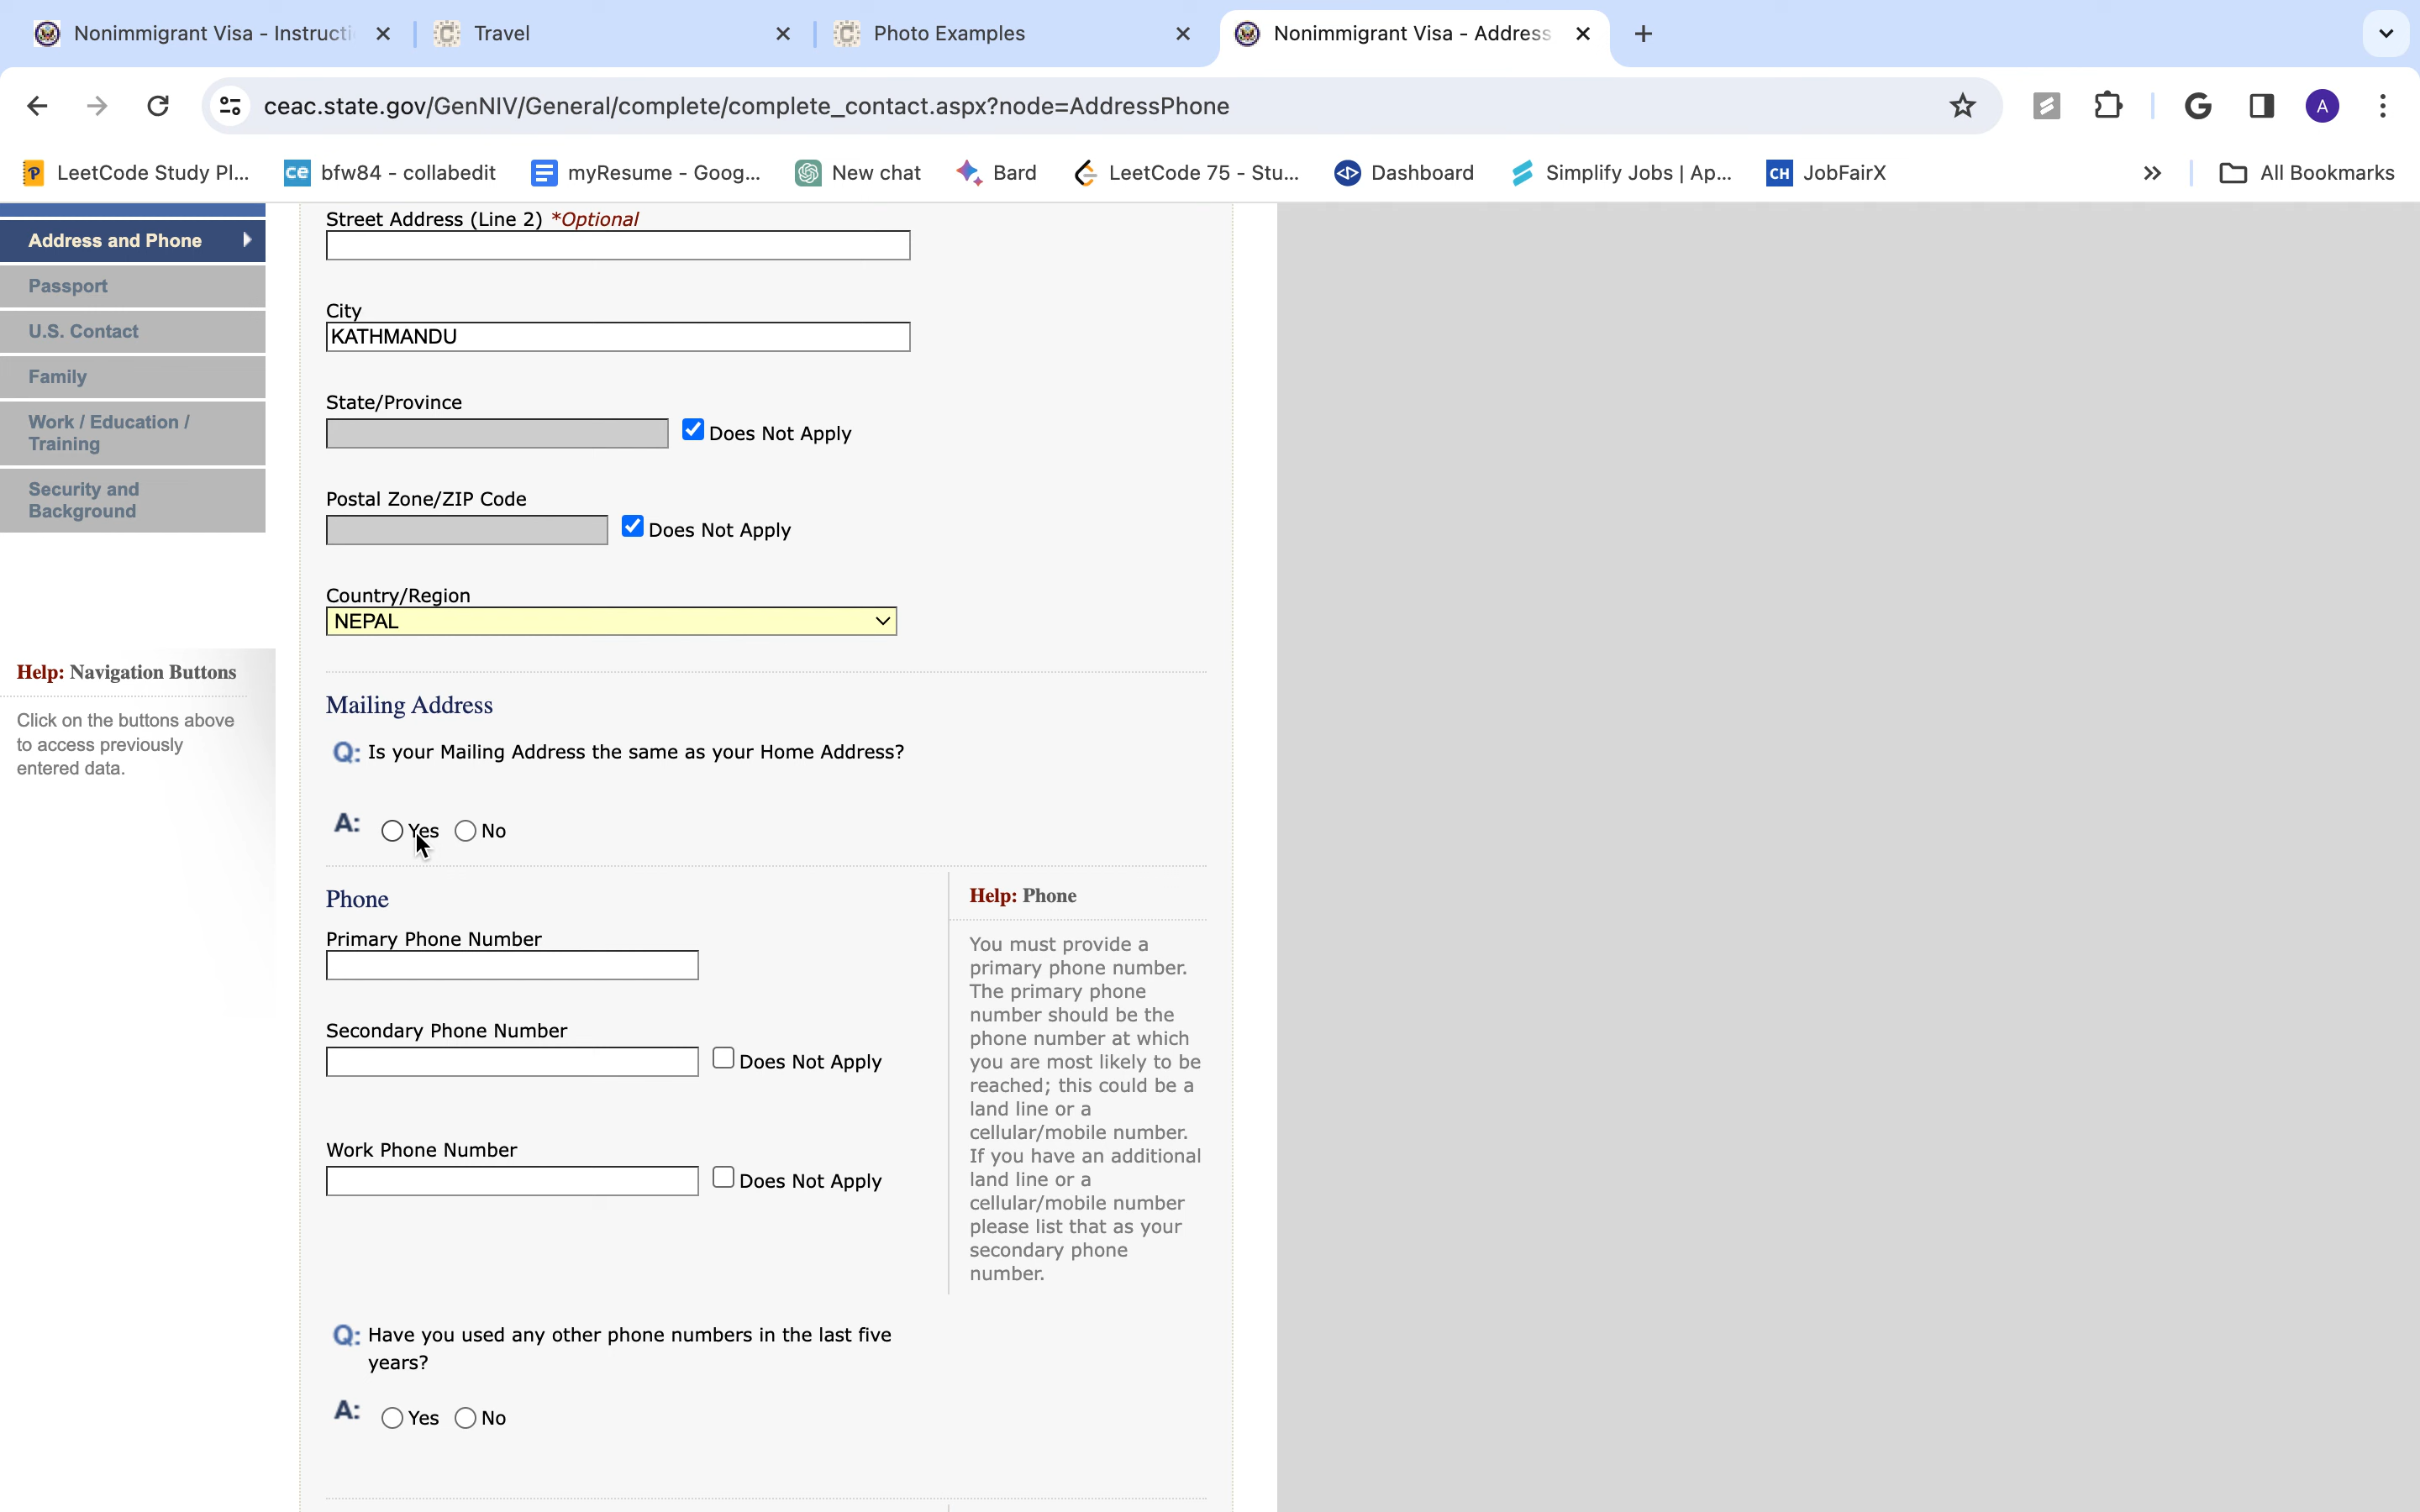 Nonimmigrant Visa - Instructi
Travel
Photo Examples
Nonimmigrant Visa - Address
ceac.state.gov/GenNIV/General/complete/complete_contact.aspx?node=AddressPhone
A
LeetCode Study Pl...
ce bfw84 - collabedit
myResume - Goog...
New chat
Bard
LeetCode 75 - Stu...
Dashboard
Simplify Jobs | Ap...
CH JobFairX
All Bookmarks
Address and Phone
Passport
U.S. Contact
Family
Work / Education /
Training
Security and
Background
Help: Navigation Buttons
Click on the buttons above
to access previously
entered data.
Street Address (Line 2) *Optional
City
KATHMANDU
State/Province
Does Not Apply
Postal Zone/ZIP Code
Does Not Apply
Country/Region
NEPAL
Mailing Address
Q: Is your Mailing Address the same as your Home Address?
A: Yes No
Phone
Primary Phone Number
Secondary Phone Number
Does Not Apply
Work Phone Number
Does Not Apply
Help: Phone
You must provide a
primary phone number.
The primary phone
number should be the
phone number at which
you are most likely to be
reached; this could be a
land line or a
cellular/mobile number.
If you have an additional
land line or a
cellular/mobile number
please list that as your
secondary phone
number.
Q: Have you used any other phone numbers in the last five
years?
A: Yes No